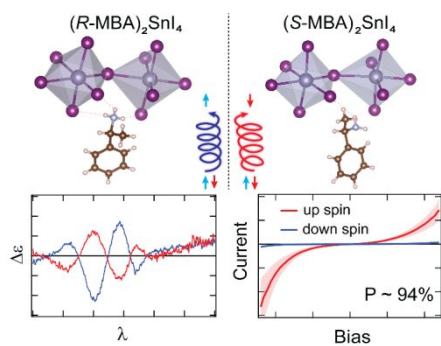 (R-MBA)₂SnI₄
(S-MBA)₂SnI₄
Δε
λ
Current
up spin
down spin
P ~ 94%
Bias